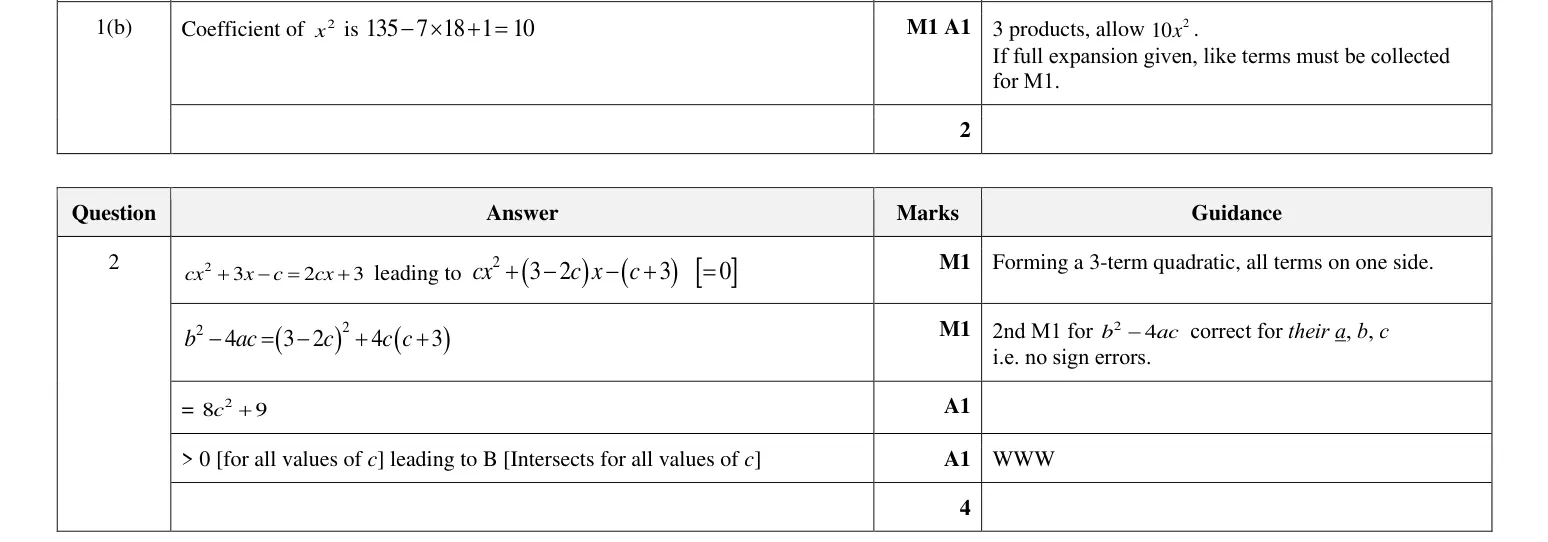 1(b) Coefficient of x² is 135 − 7 × 18 + 1 = 10 M1 A1 3 products, allow 10x².
If full expansion given, like terms must be collected
for M1.
2
Question Answer Marks Guidance
2 cx² + 3x − c = 2cx + 3 leading to cx² + (3 − 2c)x − (c + 3) [= 0] M1 Forming a 3-term quadratic, all terms on one side.
b² − 4ac = (3 − 2c)² + 4c(c + 3) M1 2nd M1 for b² − 4ac correct for their a, b, c
i.e. no sign errors.
= 8c² + 9 A1
> 0 [for all values of c] leading to B [Intersects for all values of c] A1 WWW
4